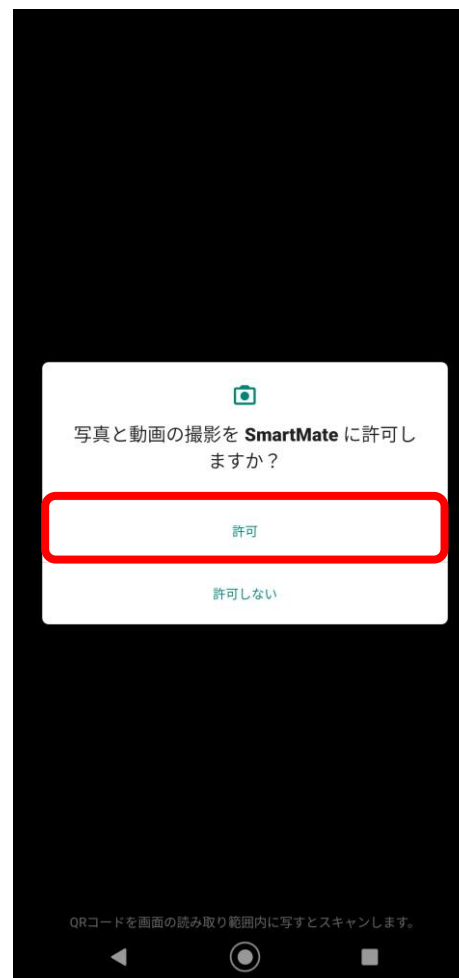 写真と動画の撮影を SmartMate に許可し
ますか？
許可
許可しない
QRコードを画面の読み取り範囲内に写すとスキャンします。